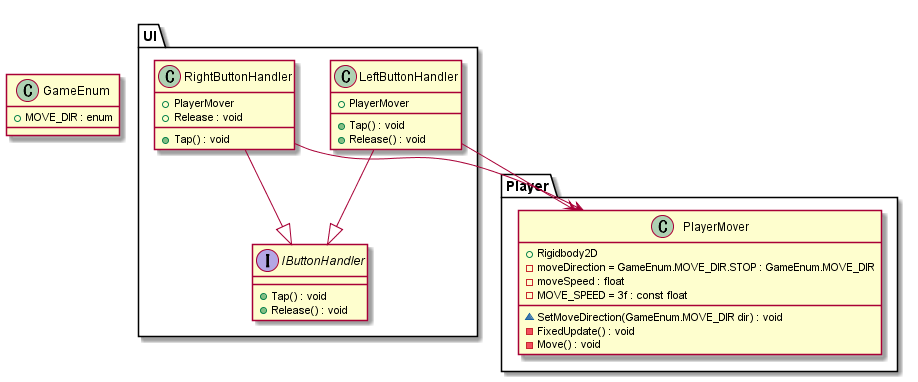 UI
C GameEnum
MOVE_DIR : enum
C RightButtonHandler
PlayerMover
Release : void
Tap() : void
C LeftButtonHandler
PlayerMover
Tap() : void
Release() : void
I IButtonHandler
Tap() : void
Release() : void
Player
C PlayerMover
Rigidbody2D
moveDirection = GameEnum.MOVE_DIR.STOP : GameEnum.MOVE_DIR
moveSpeed : float
MOVE_SPEED = 3f : const float
SetMoveDirection(GameEnum.MOVE_DIR dir) : void
FixedUpdate() : void
Move() : void